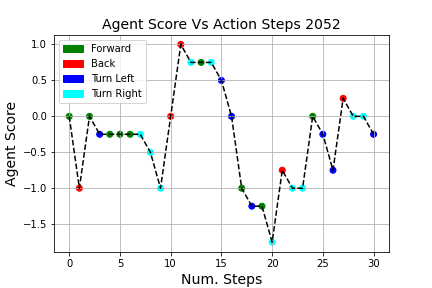 Agent Score Vs Action Steps 2052
Forward
Back
Turn Left
Turn Right
Agent Score
1.0
0.5
0.0
−0.5
−1.0
−1.5
0 5 10 15 20 25 30
Num. Steps